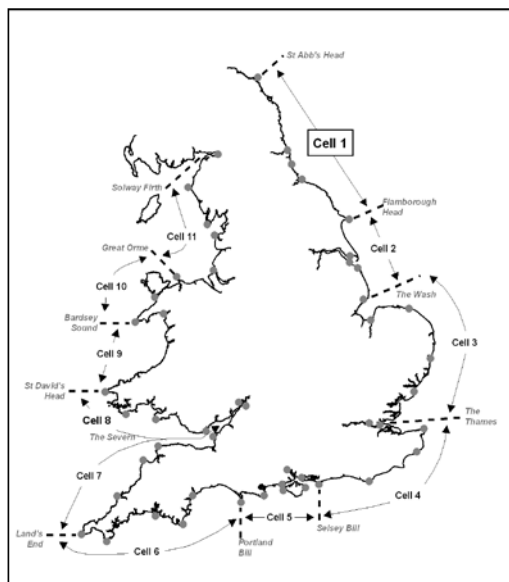 St Abb's Head
Cell 1
Solway Firth
Flamborough
Head
Cell 11
Great Orme
Cell 2
Cell 10
The Wash
Bardsey
Sound
Cell 3
Cell 9
St David's
Head
Cell 8
The
Thames
The Severn
Cell 7
Cell 4
Cell 5
Land's
End
Selsey Bill
Cell 6
Portland
Bill